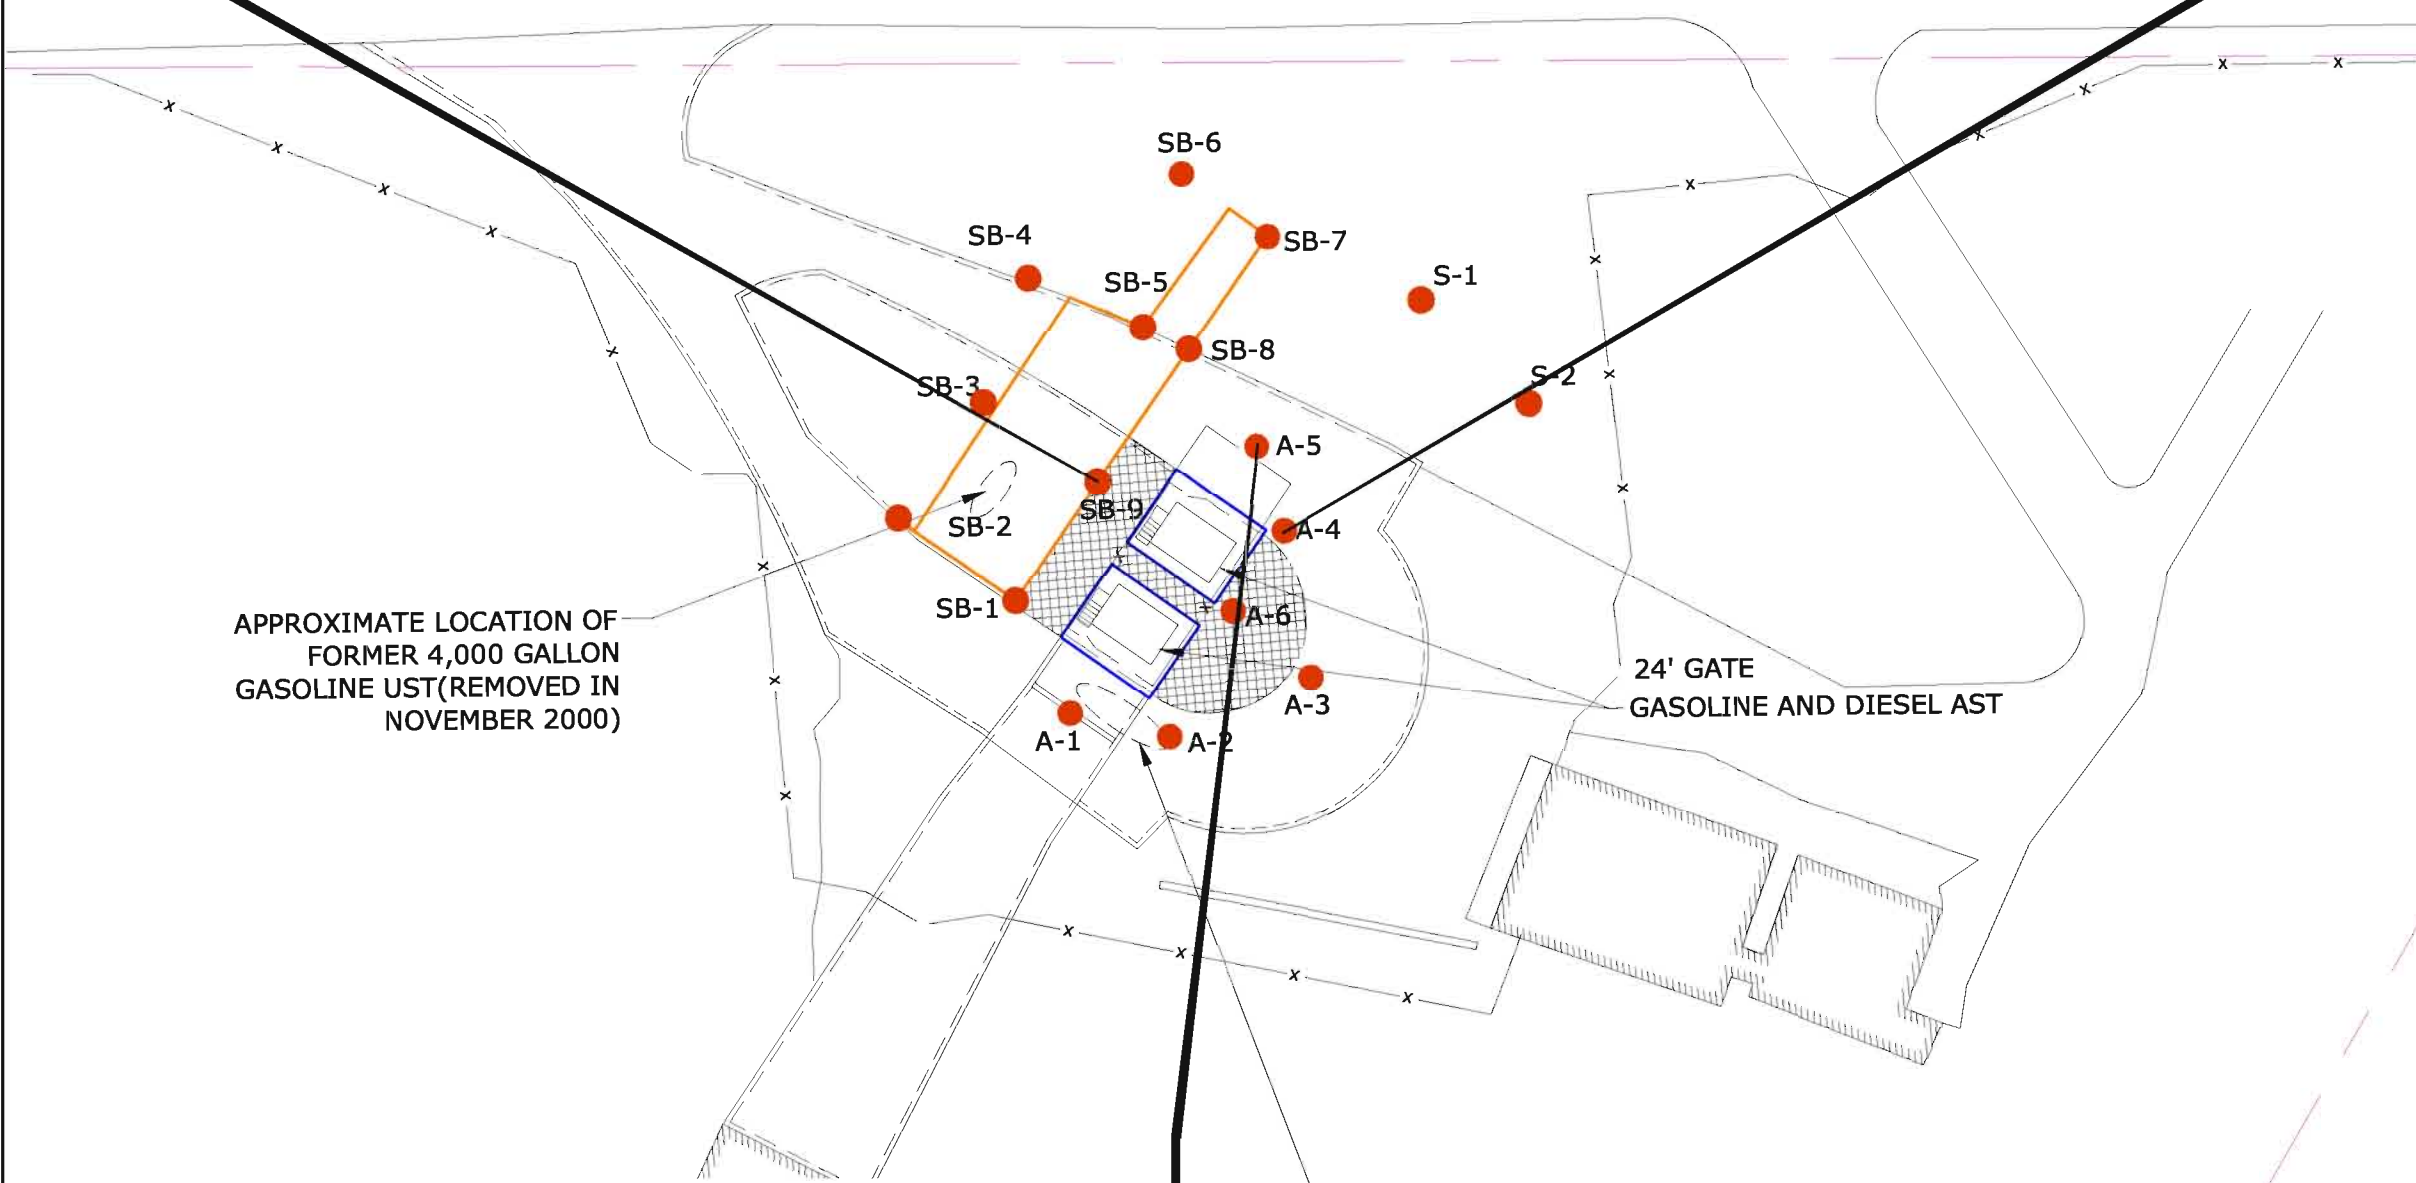 SB-6
SB-4
SB-7
SB-5
S-1
SB-8
SB-3
S-2
A-5
SB-9
SB-2
A-4
SB-1
A-6
APPROXIMATE LOCATION OF
FORMER 4,000 GALLON
GASOLINE UST(REMOVED IN
NOVEMBER 2000)
24' GATE
GASOLINE AND DIESEL AST
A-3
A-1
A-2